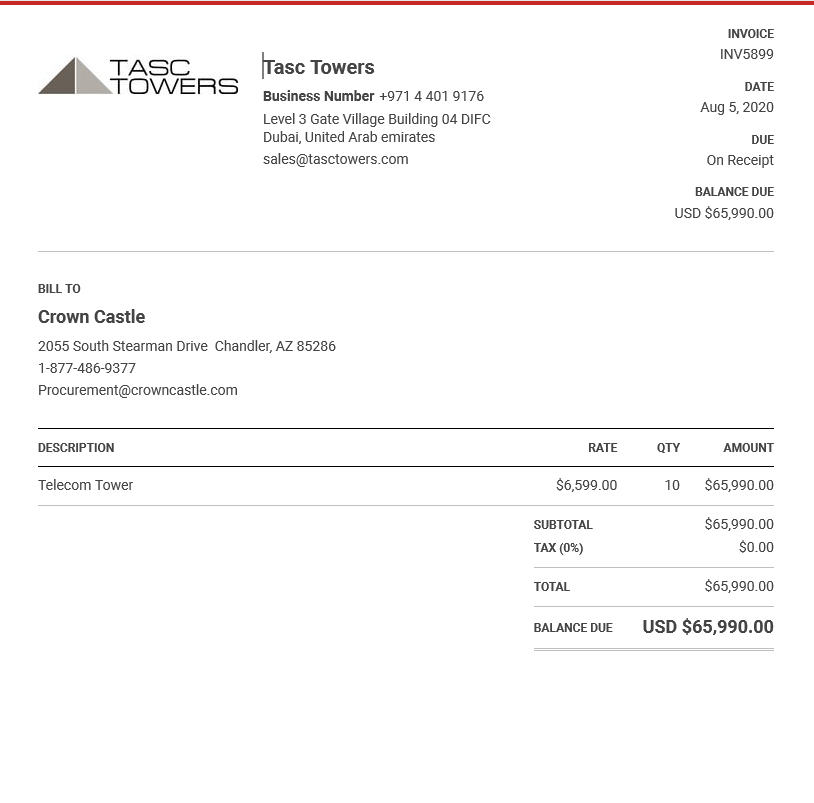 TASC
TOWERS
Tasc Towers
Business Number +971 4 401 9176
Level 3 Gate Village Building 04 DIFC
Dubai, United Arab emirates
sales@tasctowers.com
INVOICE
INV5899
DATE
Aug 5, 2020
DUE
On Receipt
BALANCE DUE
USD $65,990.00
BILL TO
Crown Castle
2055 South Stearman Drive  Chandler, AZ 85286
1-877-486-9377
Procurement@crowncastle.com
DESCRIPTION RATE QTY AMOUNT
Telecom Tower $6,599.00 10 $65,990.00
SUBTOTAL $65,990.00
TAX (0%) $0.00
TOTAL $65,990.00
BALANCE DUE USD $65,990.00